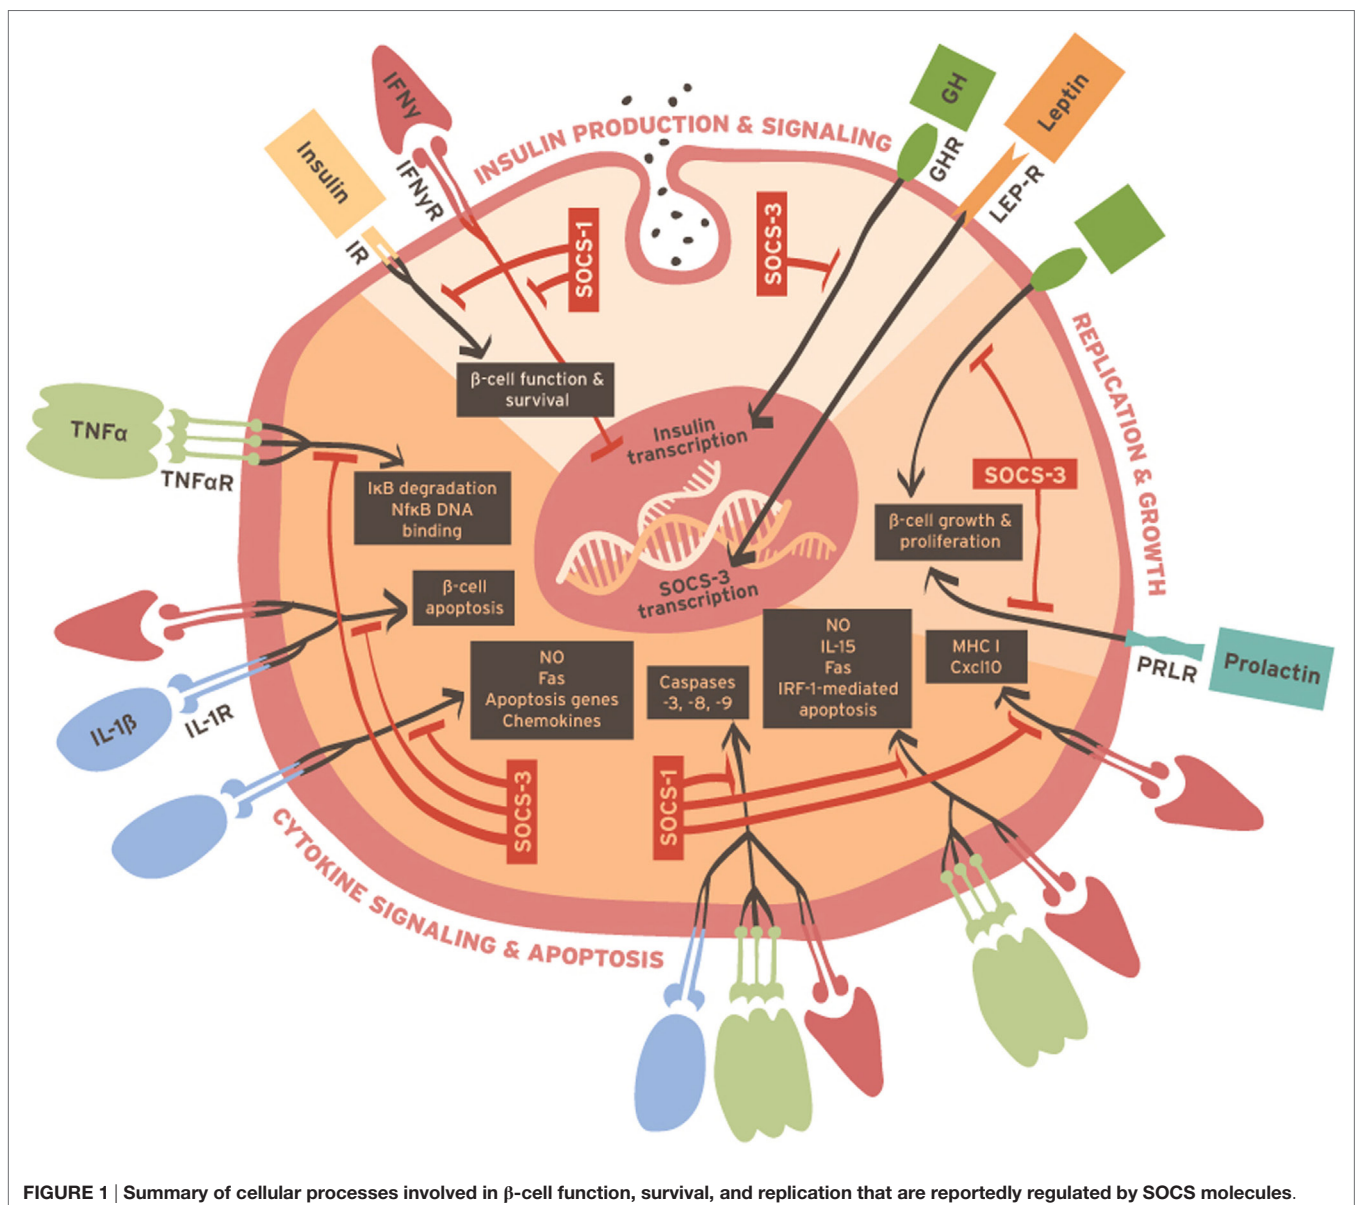 IFNγ
GH
Leptin
Insulin
IFNγR
INSULIN PRODUCTION & SIGNALING
GHR
LEP-R
IR
SOCS-1
SOCS-3
β-cell function &
survival
REPLICATION & GROWTH
TNFα
TNFαR
Insulin
transcription
IκB degradation
NfκB DNA
binding
SOCS-3
β-cell growth &
proliferation
β-cell
apoptosis
SOCS-3
transcription
NO
Fas
Apoptosis genes
Chemokines
Caspases
-3, -8, -9
NO
IL-15
Fas
IRF-1-mediated
apoptosis
MHC I
Cxcl10
PRLR
Prolactin
IL-1β
IL-1R
SOCS-3
SOCS-1
CYTOKINE SIGNALING & APOPTOSIS
FIGURE 1 | Summary of cellular processes involved in β-cell function, survival, and replication that are reportedly regulated by SOCS molecules.